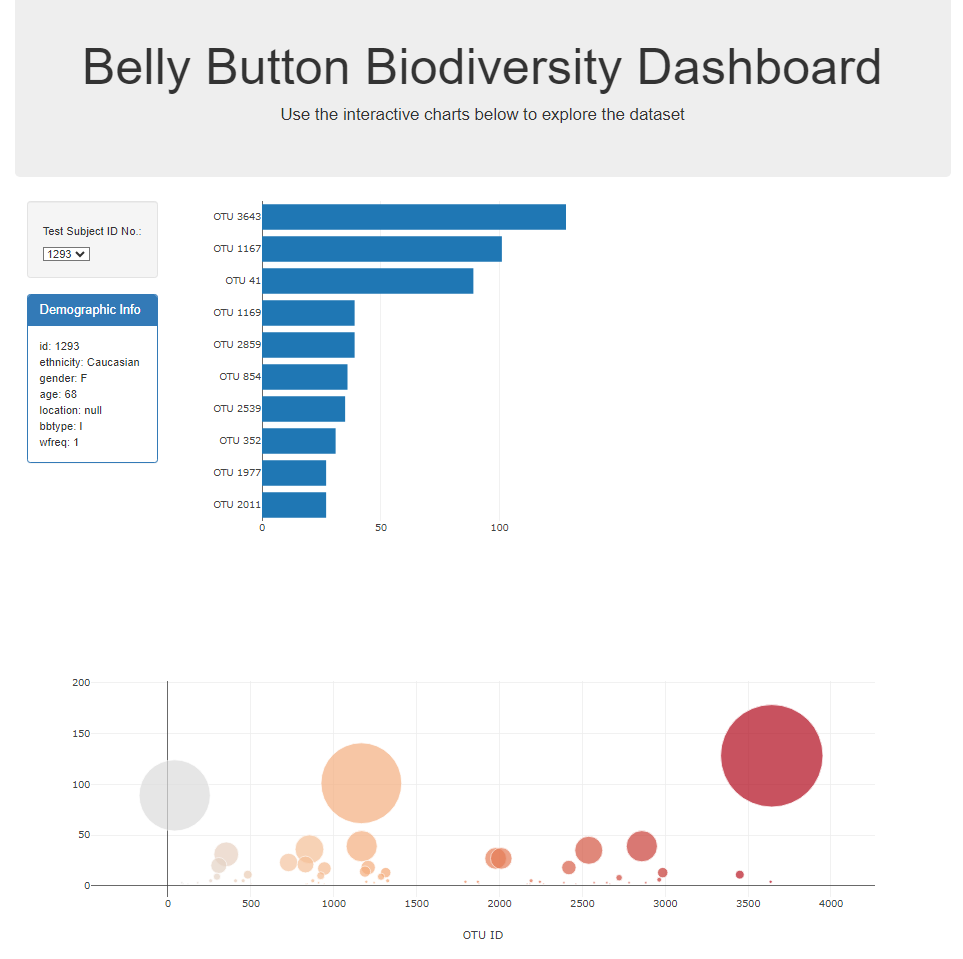 Belly Button Biodiversity Dashboard
Use the interactive charts below to explore the dataset
Test Subject ID No.:
1293
Demographic Info
id: 1293
ethnicity: Caucasian
gender: F
age: 68
location: null
bbtype: I
wfreq: 1
OTU 3643
OTU 1167
OTU 41
OTU 1169
OTU 2859
OTU 854
OTU 2539
OTU 352
OTU 1977
OTU 2011
0 50 100
200
150
100
50
0
0 500 1000 1500 2000 2500 3000 3500 4000
OTU ID